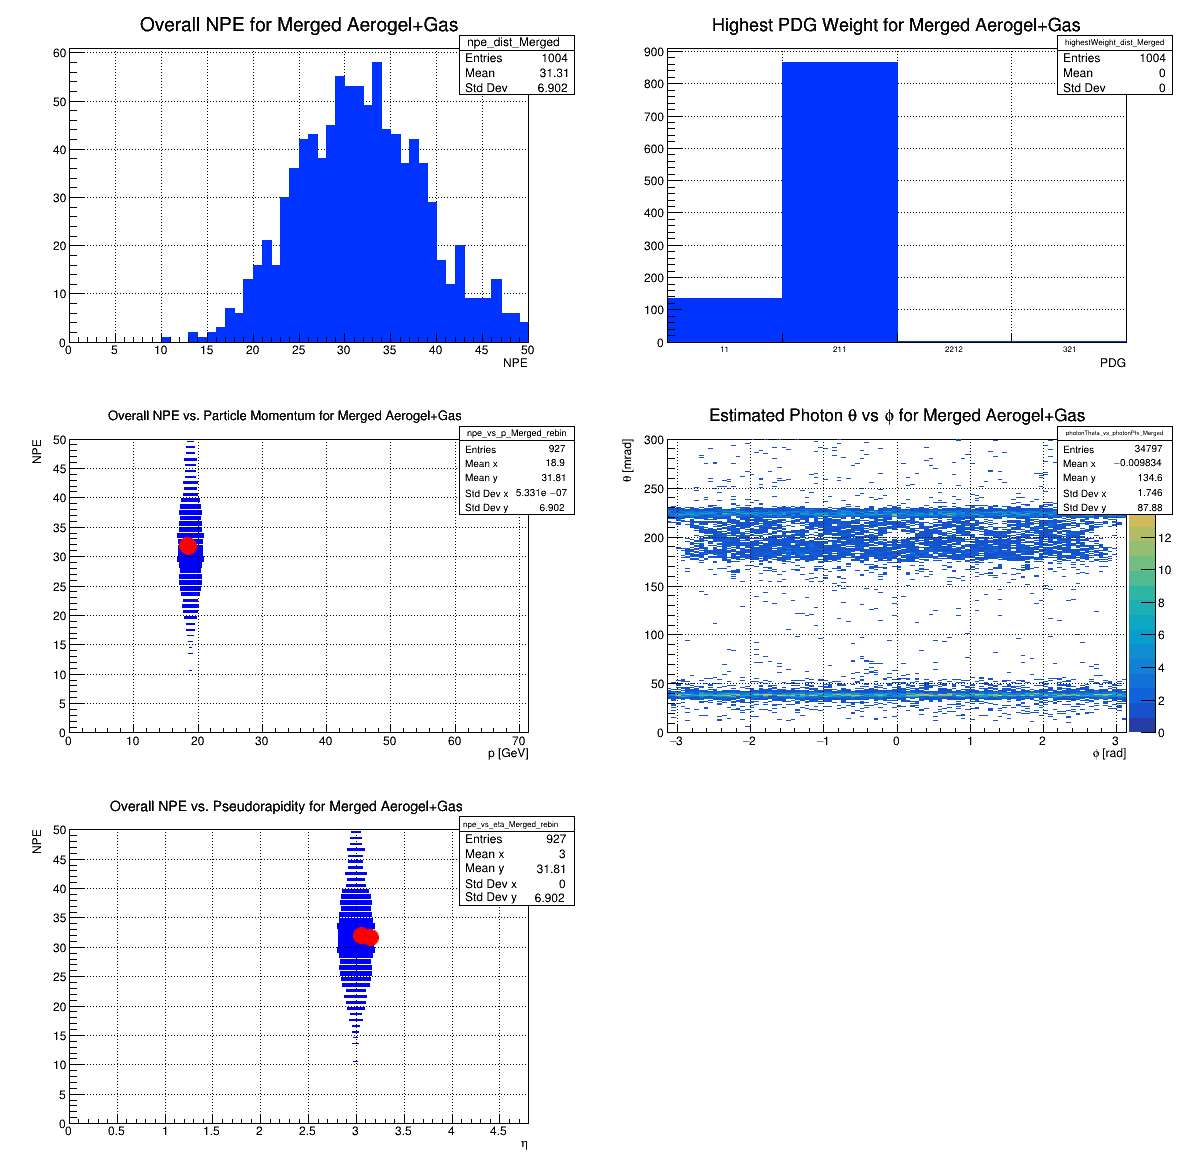 Overall NPE for Merged Aerogel+Gas
npe_dist_Merged
Entries 1004
Mean 31.31
Std Dev 6.902
60
50
40
30
20
10
0
0 5 10 15 20 25 30 35 40 45 50
NPE
Highest PDG Weight for Merged Aerogel+Gas
highestWeight_dist_Merged
Entries 1004
Mean 0
Std Dev 0
900
800
700
600
500
400
300
200
100
0
11 211 2212 321
PDG
Overall NPE vs. Particle Momentum for Merged Aerogel+Gas
npe_vs_p_Merged_rebin
Entries 927
Mean x 18.9
Mean y 31.81
Std Dev x 5.331e −07
Std Dev y 6.902
NPE
50
45
40
35
30
25
20
15
10
5
0
0 10 20 30 40 50 60 70
p [GeV]
Estimated Photon θ vs ϕ for Merged Aerogel+Gas
photonTheta_vs_photonPhi_Merged
Entries 34797
Mean x −0.009834
Mean y 134.6
Std Dev x 1.746
Std Dev y 87.88
θ [mrad]
300
250
200
150
100
50
0
−3 −2 −1 0 1 2 3
ϕ [rad]
12
10
8
6
4
2
0
Overall NPE vs. Pseudorapidity for Merged Aerogel+Gas
npe_vs_eta_Merged_rebin
Entries 927
Mean x 3
Mean y 31.81
Std Dev x 0
Std Dev y 6.902
NPE
50
45
40
35
30
25
20
15
10
5
0
0 0.5 1 1.5 2 2.5 3 3.5 4 4.5
η